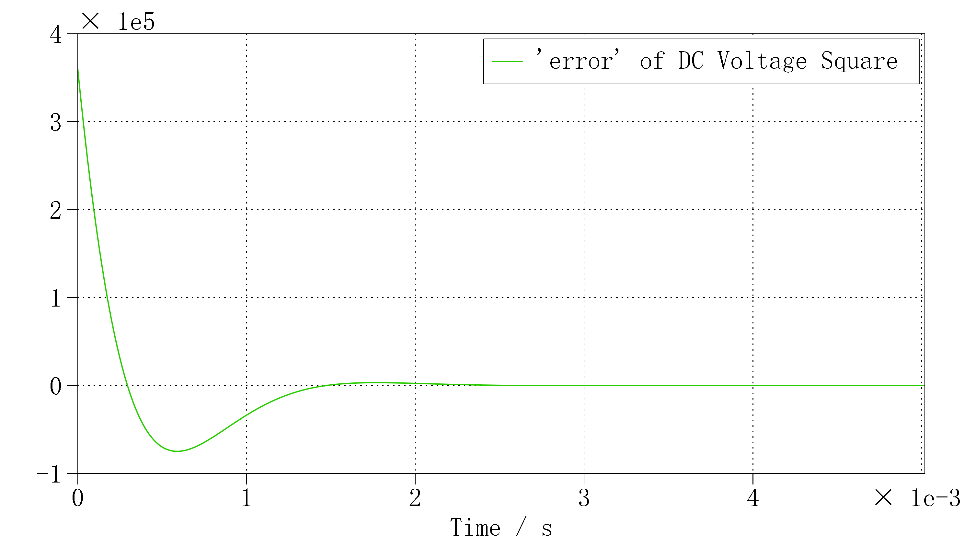 × 1e5
'error' of DC Voltage Square
4
3
2
1
0
-1
0 1 2 3 4 × 1e-3
Time / s